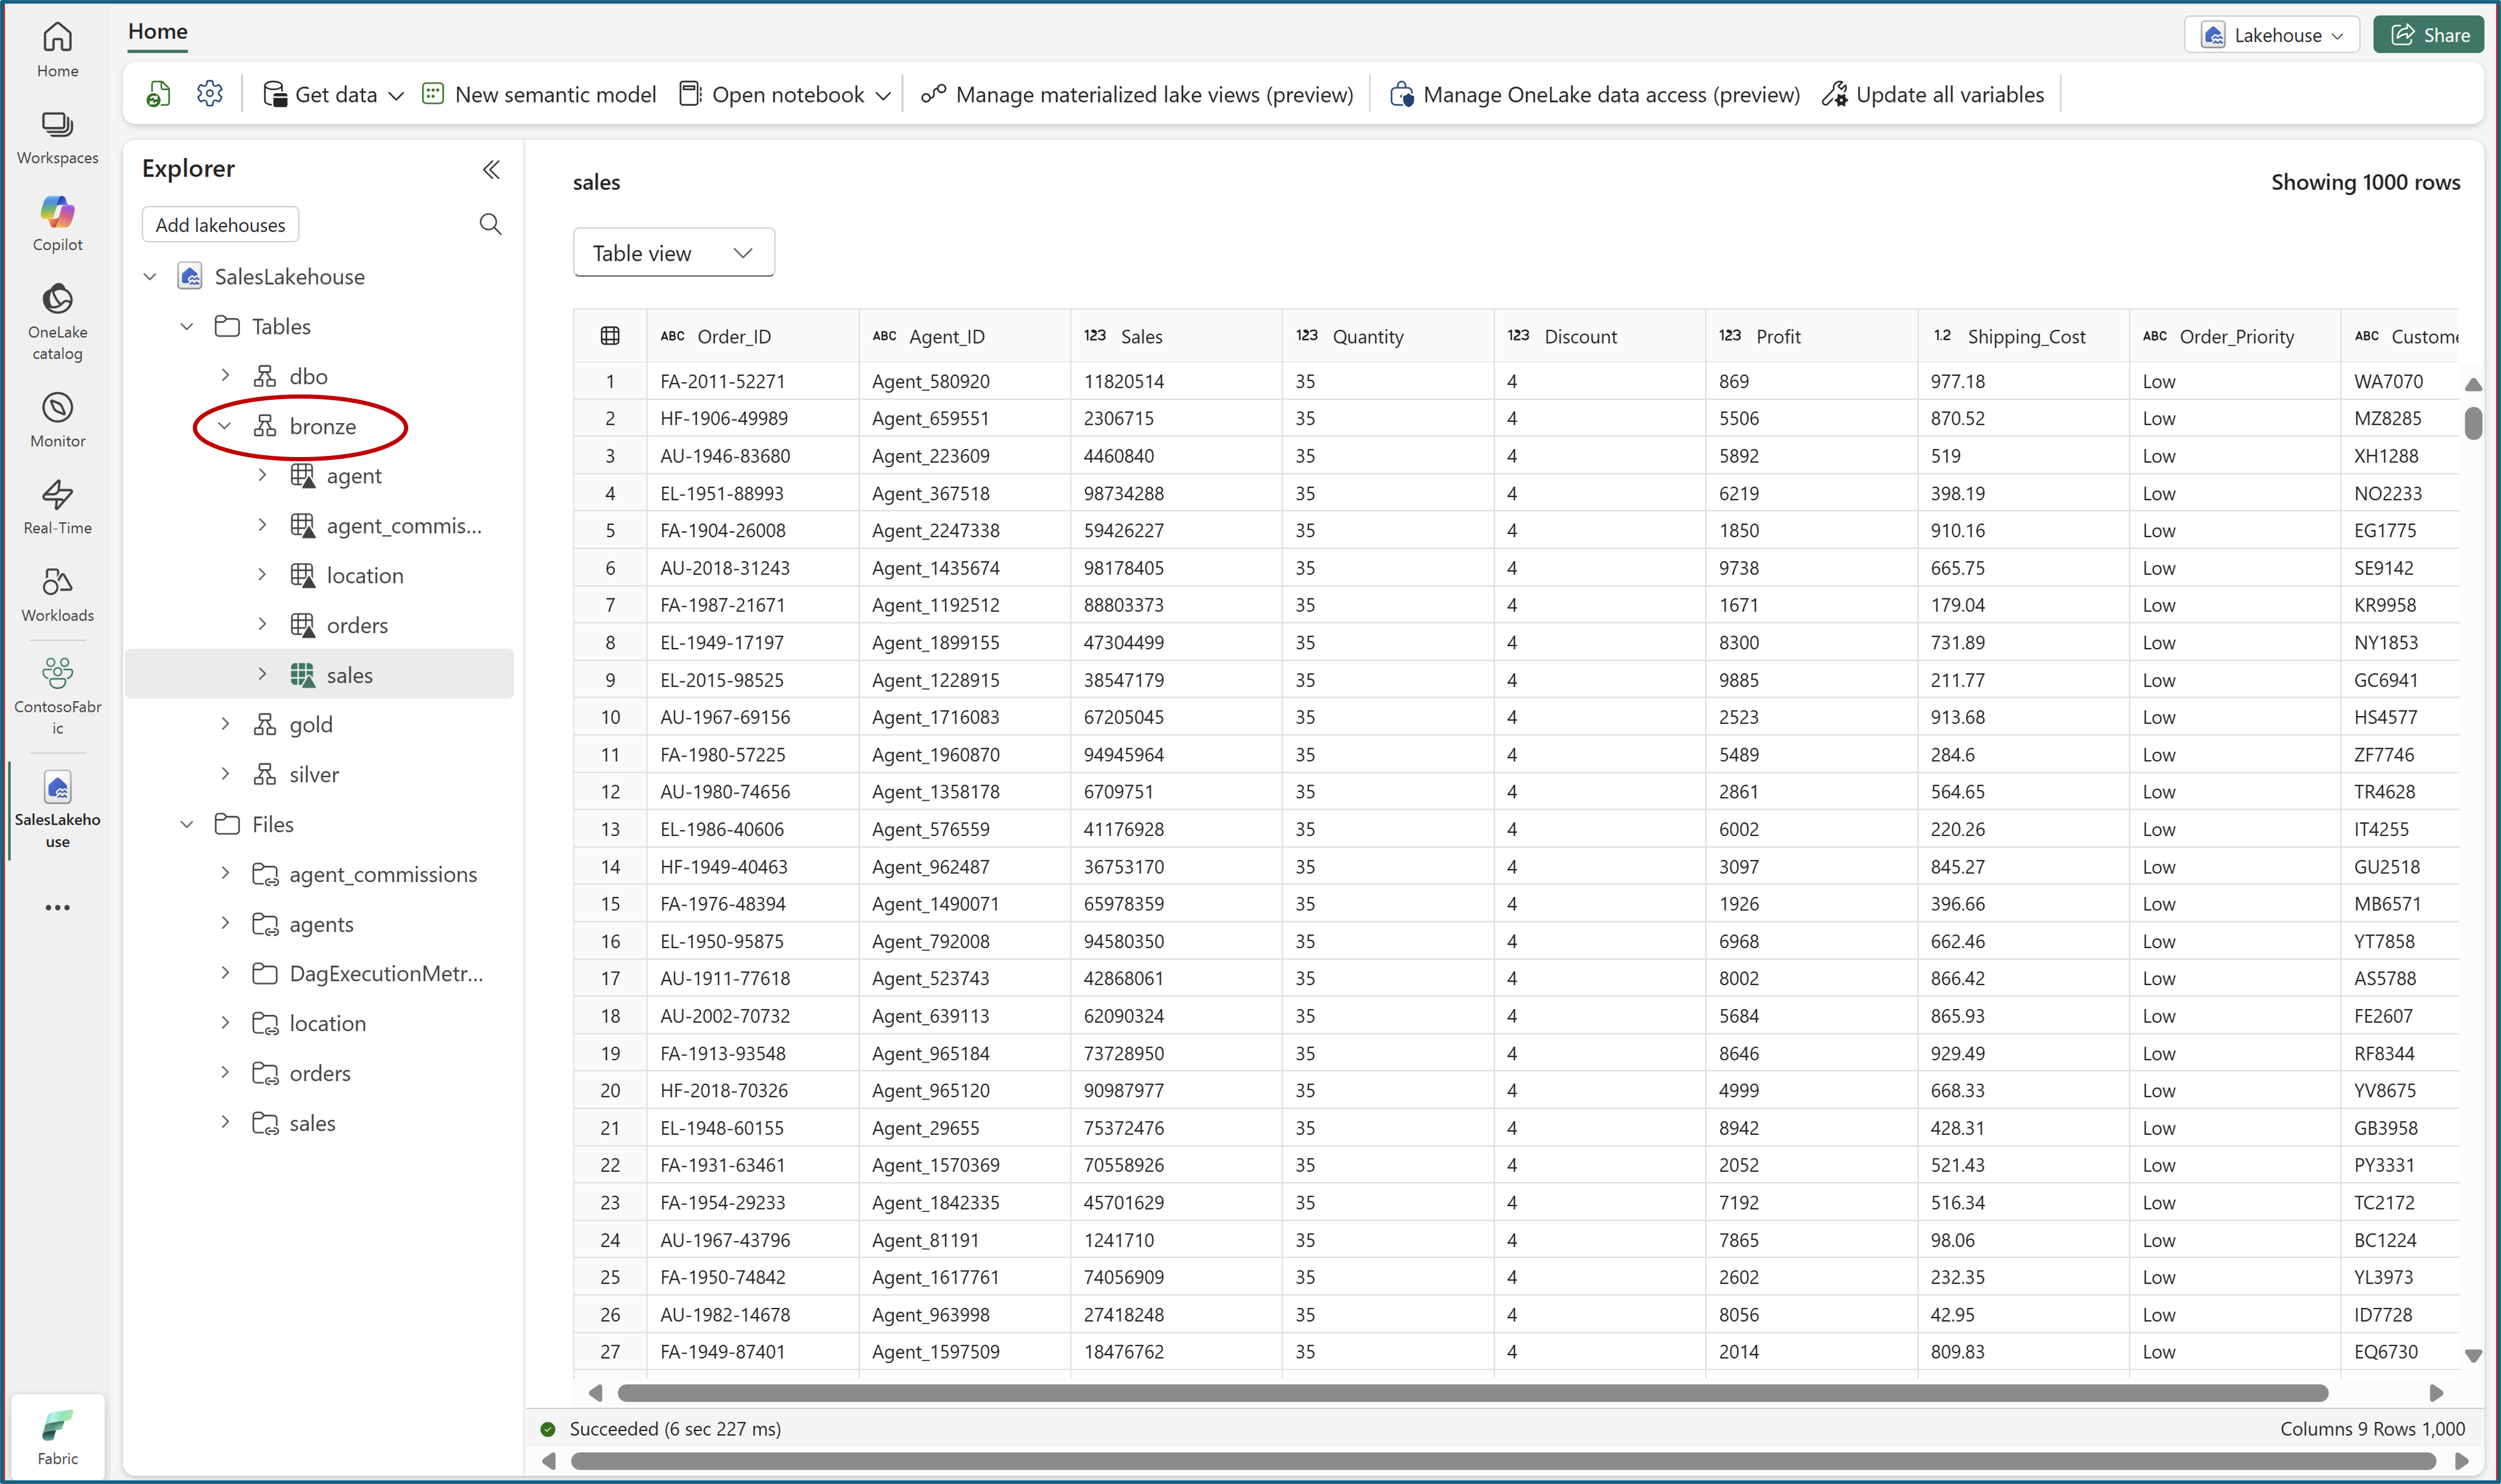 Home
Lakehouse
Share
Get data
New semantic model
Open notebook
Manage materialized lake views (preview)
Manage OneLake data access (preview)
Update all variables
Home
Workspaces
Copilot
OneLake
catalog
Monitor
Real-Time
Workloads
ContosoFabr
ic
SalesLakeho
use
Fabric
Explorer
Add lakehouses
SalesLakehouse
Tables
dbo
bronze
agent
agent_commis...
location
orders
sales
gold
silver
Files
agent_commissions
agents
DagExecutionMetr...
location
orders
sales
sales
Showing 1000 rows
Table view
ABC Order_ID ABC Agent_ID 123 Sales 123 Quantity 123 Discount 123 Profit 1.2 Shipping_Cost ABC Order_Priority ABC Custome
1 FA-2011-52271 Agent_580920 11820514 35 4 869 977.18 Low WA7070
2 HF-1906-49989 Agent_659551 2306715 35 4 5506 870.52 Low MZ8285
3 AU-1946-83680 Agent_223609 4460840 35 4 5892 519 Low XH1288
4 EL-1951-88993 Agent_367518 98734288 35 4 6219 398.19 Low NO2233
5 FA-1904-26008 Agent_2247338 59426227 35 4 1850 910.16 Low EG1775
6 AU-2018-31243 Agent_1435674 98178405 35 4 9738 665.75 Low SE9142
7 FA-1987-21671 Agent_1192512 88803373 35 4 1671 179.04 Low KR9958
8 EL-1949-17197 Agent_1899155 47304499 35 4 8300 731.89 Low NY1853
9 EL-2015-98525 Agent_1228915 38547179 35 4 9885 211.77 Low GC6941
10 AU-1967-69156 Agent_1716083 67205045 35 4 2523 913.68 Low HS4577
11 FA-1980-57225 Agent_1960870 94945964 35 4 5489 284.6 Low ZF7746
12 AU-1980-74656 Agent_1358178 6709751 35 4 2861 564.65 Low TR4628
13 EL-1986-40606 Agent_576559 41176928 35 4 6002 220.26 Low IT4255
14 HF-1949-40463 Agent_962487 36753170 35 4 3097 845.27 Low GU2518
15 FA-1976-48394 Agent_1490071 65978359 35 4 1926 396.66 Low MB6571
16 EL-1950-95875 Agent_792008 94580350 35 4 6968 662.46 Low YT7858
17 AU-1911-77618 Agent_523743 42868061 35 4 8002 866.42 Low AS5788
18 AU-2002-70732 Agent_639113 62090324 35 4 5684 865.93 Low FE2607
19 FA-1913-93548 Agent_965184 73728950 35 4 8646 929.49 Low RF8344
20 HF-2018-70326 Agent_965120 90987977 35 4 4999 668.33 Low YV8675
21 EL-1948-60155 Agent_29655 75372476 35 4 8942 428.31 Low GB3958
22 FA-1931-63461 Agent_1570369 70558926 35 4 2052 521.43 Low PY3331
23 FA-1954-29233 Agent_1842335 45701629 35 4 7192 516.34 Low TC2172
24 AU-1967-43796 Agent_81191 1241710 35 4 7865 98.06 Low BC1224
25 FA-1950-74842 Agent_1617761 74056909 35 4 2602 232.35 Low YL3973
26 AU-1982-14678 Agent_963998 27418248 35 4 8056 42.95 Low ID7728
27 FA-1949-87401 Agent_1597509 18476762 35 4 2014 809.83 Low EQ6730
Succeeded (6 sec 227 ms)
Columns 9 Rows 1,000